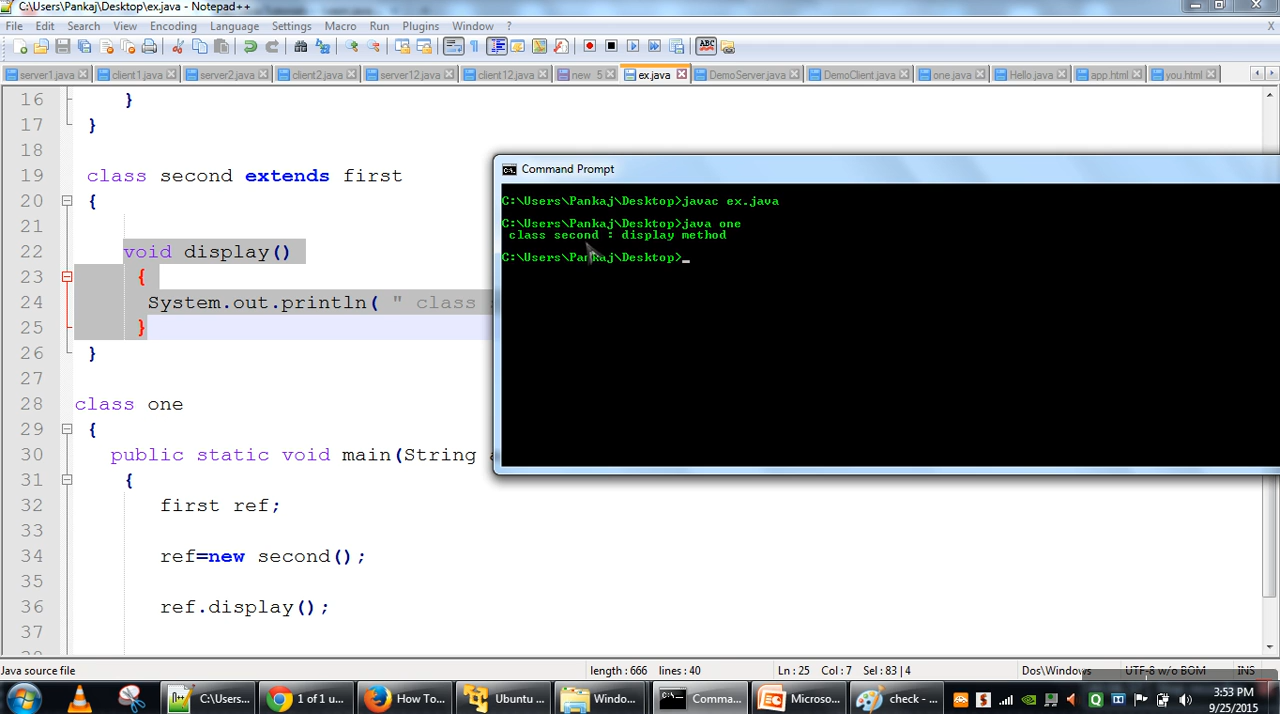 C:\Users\Pankaj\Desktop\ex.java - Notepad++
File Edit Search View Encoding Language Settings Macro Run Plugins Window ? X
server1.java client1.java server2.java client2.java server12.java client12.java new 5 ex.java DemoServer.java DemoClient.java one.java Hello.java app.html you.html
16 }
17 }
18
19 class second extends first
20 {
21
22 void display()
23 {
24 System.out.println( " class
25 }
26 }
27
28 class one
29 {
30 public static void main(String
31 {
32 first ref;
33
34 ref=new second();
35
36 ref.display();
37
Command Prompt
C:\Users\Pankaj\Desktop>javac ex.java
C:\Users\Pankaj\Desktop>java one
class second : display method
C:\Users\Pankaj\Desktop>_
Java source file length : 666 lines : 40 Ln : 25 Col : 7 Sel : 83 | 4 Dos\Windows UTF-8 w/o BOM INS
C:\Users... 1 of 1 u... How To... Ubuntu ... Windo... Comma... Microso... check - ... 3:53 PM
9/25/2015